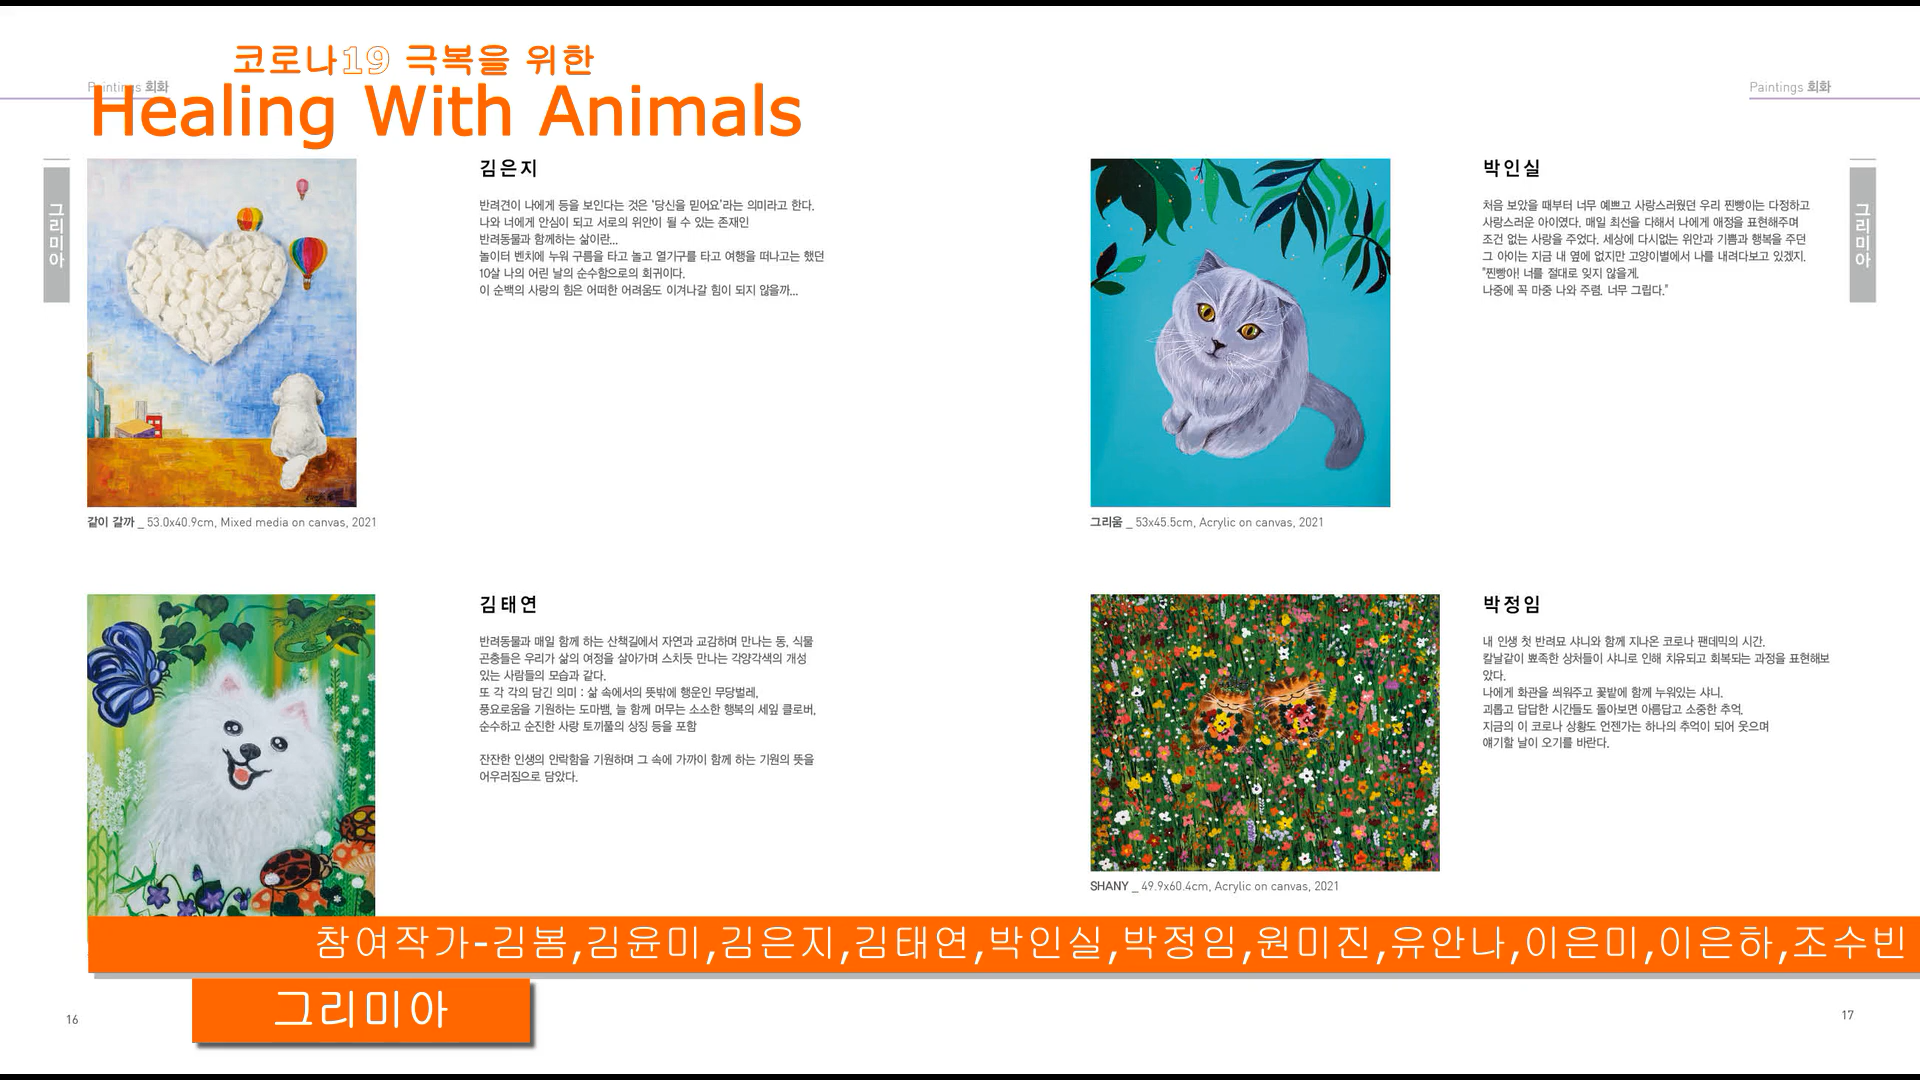 코로나19 극복을 위한
Healing With Animals
Paintings 회화
Paintings 회화
그리미아
김은지
반려견이 나에게 등을 보인다는 것은 '당신을 믿어요'라는 의미라고 한다.
나와 너에게 안심이 되고 서로의 위안이 될 수 있는 존재인
반려동물과 함께하는 삶이란...
놀이터 벤치에 누워 구름을 타고 놀고 열기구를 타고 여행을 떠나고는 했던
10살 나의 어린 날의 순수함으로의 회귀이다.
이 순백의 사랑의 힘은 어떠한 어려움도 이겨나갈 힘이 되지 않을까...
같이 갈까 _ 53.0x40.9cm, Mixed media on canvas, 2021
김태연
반려동물과 매일 함께 하는 산책길에서 자연과 교감하며 만나는 동, 식물
곤충들은 우리가 삶의 여정을 살아가며 스치듯 만나는 각양각색의 개성
있는 사람들의 모습과 같다.
또 각 각의 담긴 의미 : 삶 속에서의 뜻밖에 행운인 무당벌레,
풍요로움을 기원하는 도마뱀, 늘 함께 머무는 소소한 행복의 세잎 클로버,
순수하고 순진한 사랑 토끼풀의 상징 등을 포함
잔잔한 인생의 안락함을 기원하며 그 속에 가까이 함께 하는 기원의 뜻을
어우러짐으로 담았다.
박인실
처음 보았을 때부터 너무 예쁘고 사랑스러웠던 우리 찐빵이는 다정하고
사랑스러운 아이였다. 매일 최선을 다해서 나에게 애정을 표현해주며
조건 없는 사랑을 주었다. 세상에 다시없는 위안과 기쁨과 행복을 주던
그 아이는 지금 내 옆에 없지만 고양이별에서 나를 내려다보고 있겠지.
"찐빵아! 너를 절대로 잊지 않을게.
나중에 꼭 마중 나와 주렴. 너무 그립다."
그리미아
그리움 _ 53x45.5cm, Acrylic on canvas, 2021
박정임
내 인생 첫 반려묘 샤니와 함께 지나온 코로나 팬데믹의 시간.
칼날같이 뾰족한 상처들이 샤니로 인해 치유되고 회복되는 과정을 표현해보
았다.
나에게 화관을 씌워주고 꽃밭에 함께 누워있는 샤니.
괴롭고 답답한 시간들도 돌아보면 아름답고 소중한 추억.
지금의 이 코로나 상황도 언젠가는 하나의 추억이 되어 웃으며
얘기할 날이 오기를 바란다.
SHANY _ 49.9x60.4cm, Acrylic on canvas, 2021
참여작가-김봄,김윤미,김은지,김태연,박인실,박정임,원미진,유안나,이은미,이은하,조수빈
그리미아
16
17